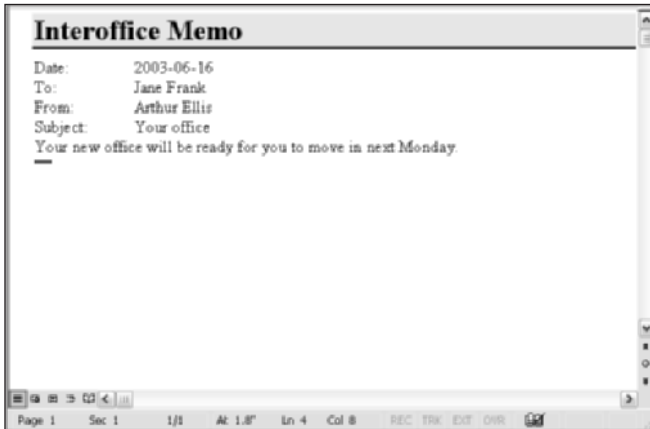 Interoffice Memo
Date: 2003-06-16
To: Jane Frank
From: Arthur Ellis
Subject: Your office
Your new office will be ready for you to move in next Monday.
Page 1 Sec 1 1/1 At 1.8" Ln 4 Col 8 REC TRK EXT OVR